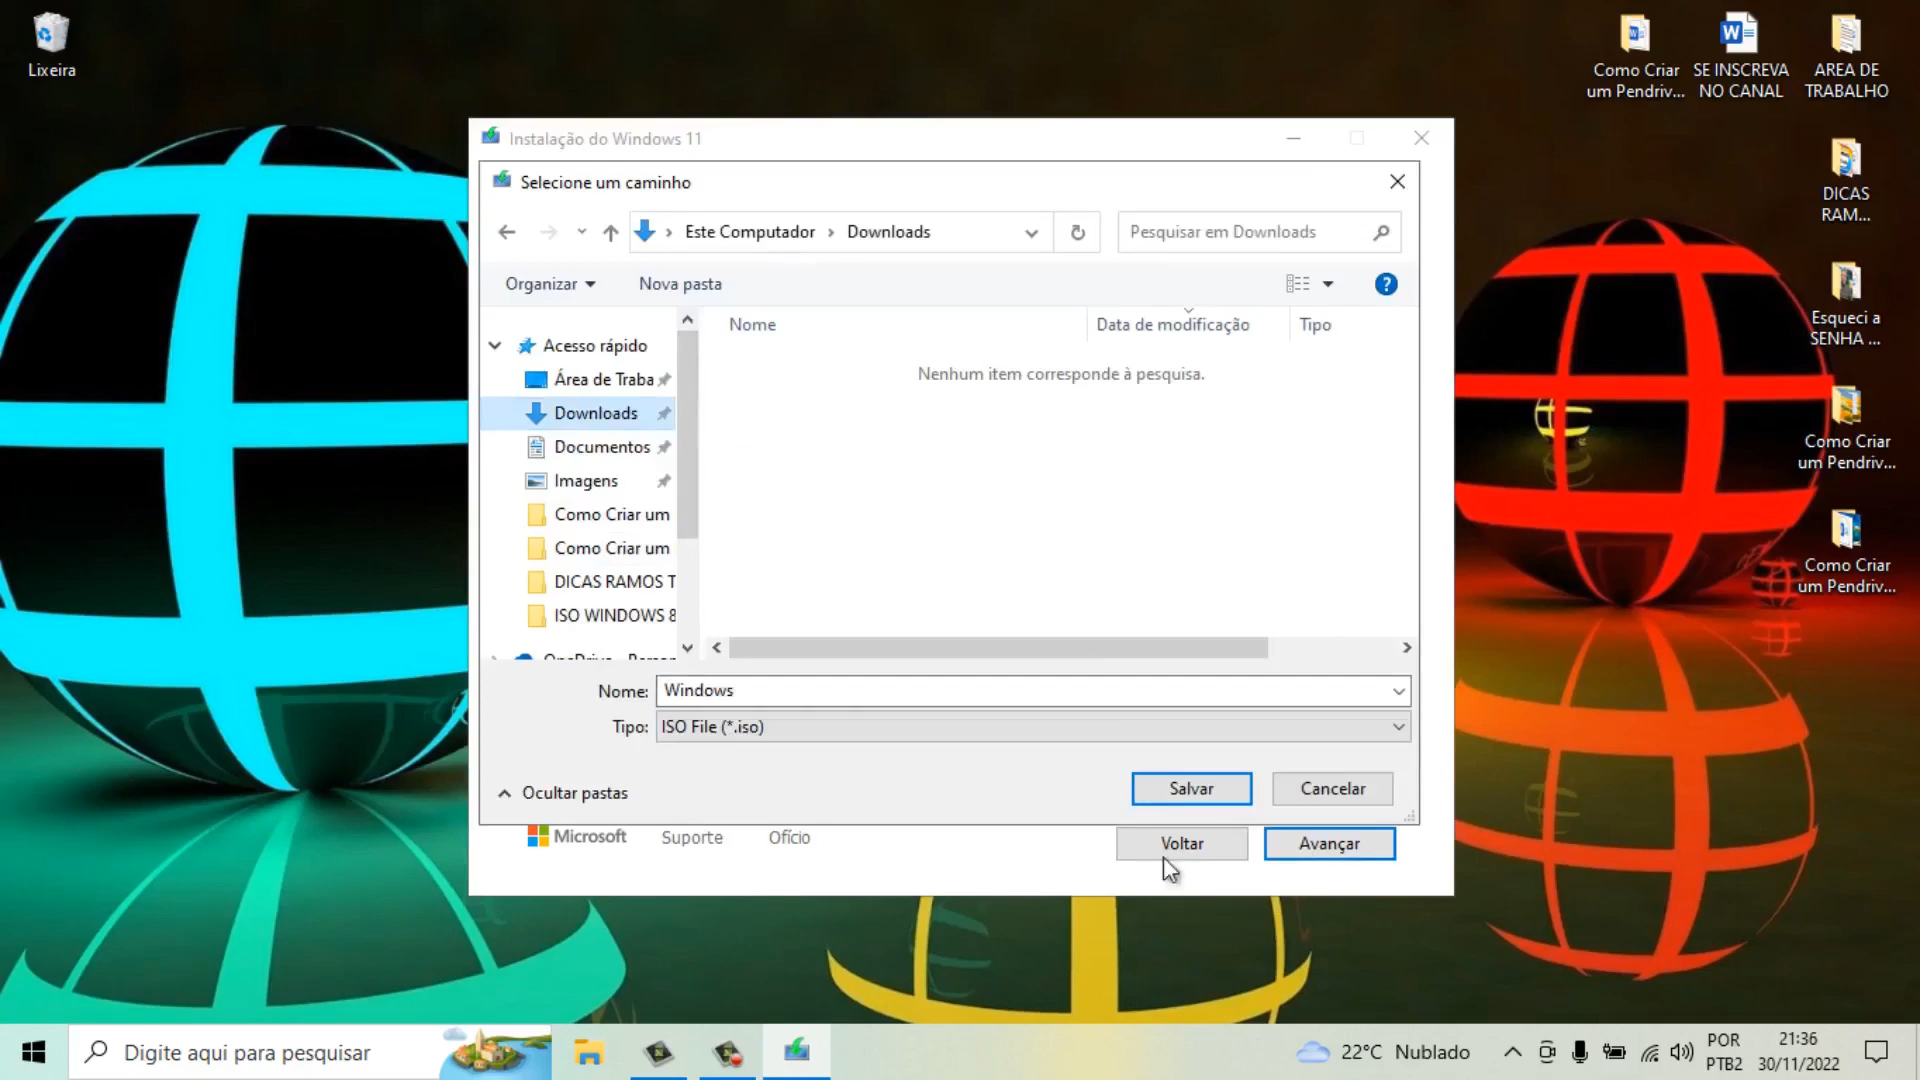 Lixeira
Como Criar
um Pendriv...
SE INSCREVA
NO CANAL
AREA DE
TRABALHO
DICAS
RAM...
Esqueci a
SENHA ...
Como Criar
um Pendriv...
Como Criar
um Pendriv...
Instalação do Windows 11
Selecione um caminho
Este Computador › Downloads
Pesquisar em Downloads
Organizar
Nova pasta
Nome
Data de modificação
Tipo
Nenhum item corresponde à pesquisa.
Acesso rápido
Área de Traba
Downloads
Documentos
Imagens
Como Criar um
Como Criar um
DICAS RAMOS T
ISO WINDOWS 8
Nome: Windows
Tipo: ISO File (*.iso)
Ocultar pastas
Salvar
Cancelar
Microsoft
Suporte
Ofício
Voltar
Avançar
Digite aqui para pesquisar
22°C Nublado
POR
PTB2
21:36
30/11/2022